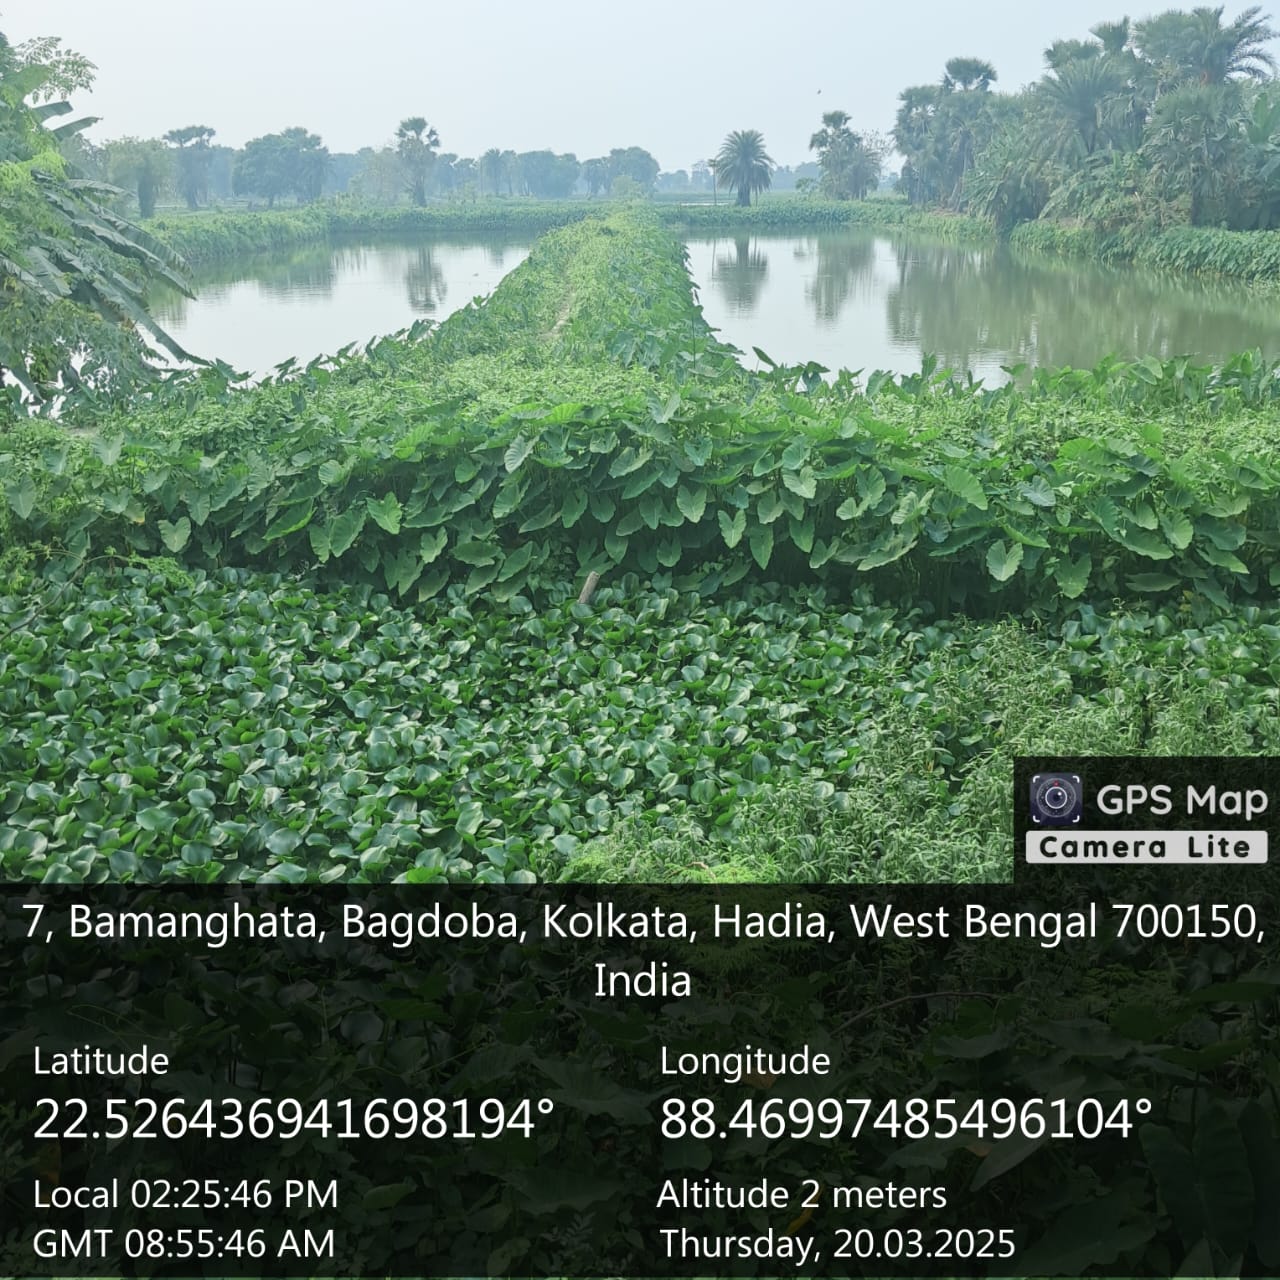 GPS Map
Camera Lite
7, Bamanghata, Bagdoba, Kolkata, Hadia, West Bengal 700150,
India
Latitude
22.526436941698194°
Longitude
88.46997485496104°
Local 02:25:46 PM
GMT 08:55:46 AM
Altitude 2 meters
Thursday, 20.03.2025